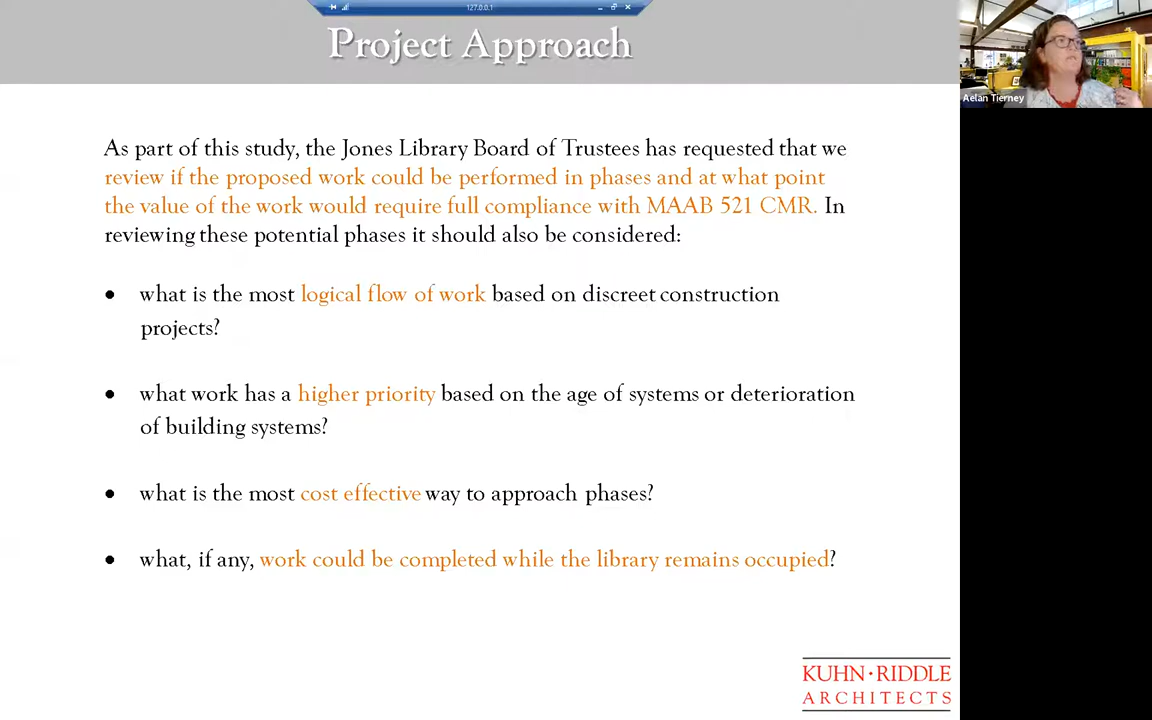 127.0.0.1
Project Approach
Aelan Tierney
As part of this study, the Jones Library Board of Trustees has requested that we
review if the proposed work could be performed in phases and at what point
the value of the work would require full compliance with MAAB 521 CMR. In
reviewing these potential phases it should also be considered:
• what is the most logical flow of work based on discreet construction
projects?
• what work has a higher priority based on the age of systems or deterioration
of building systems?
• what is the most cost effective way to approach phases?
• what, if any, work could be completed while the library remains occupied?
KUHN·RIDDLE
ARCHITECTS